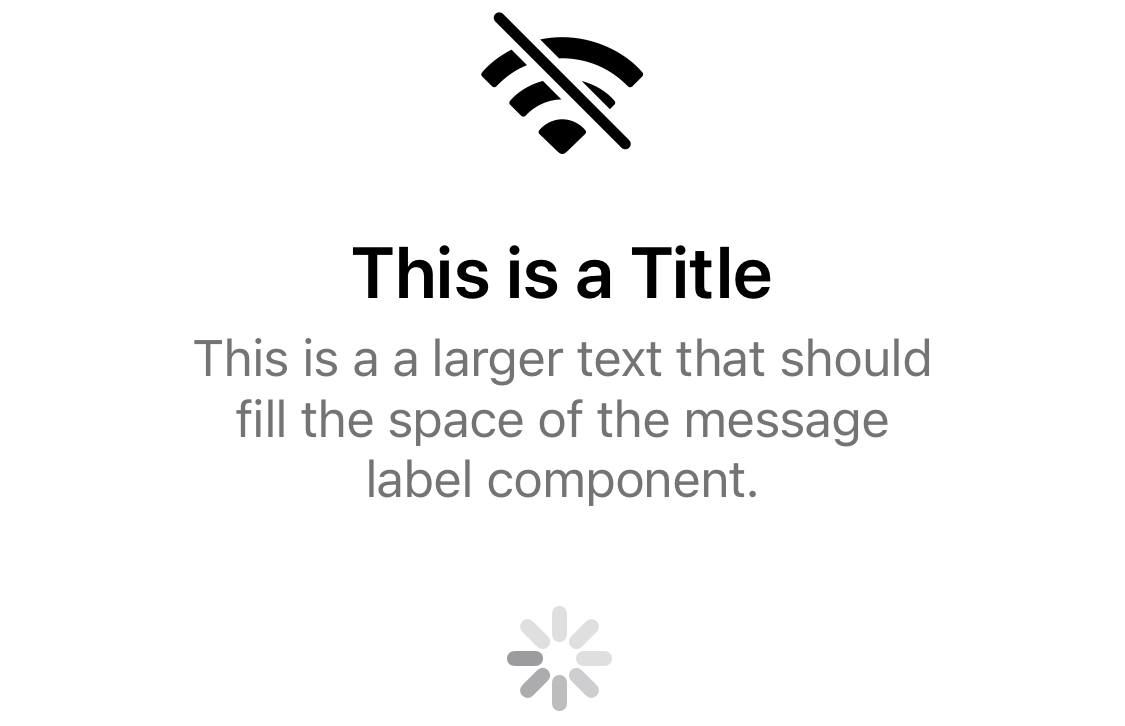 This is a Title
This is a a larger text that should
fill the space of the message
label component.